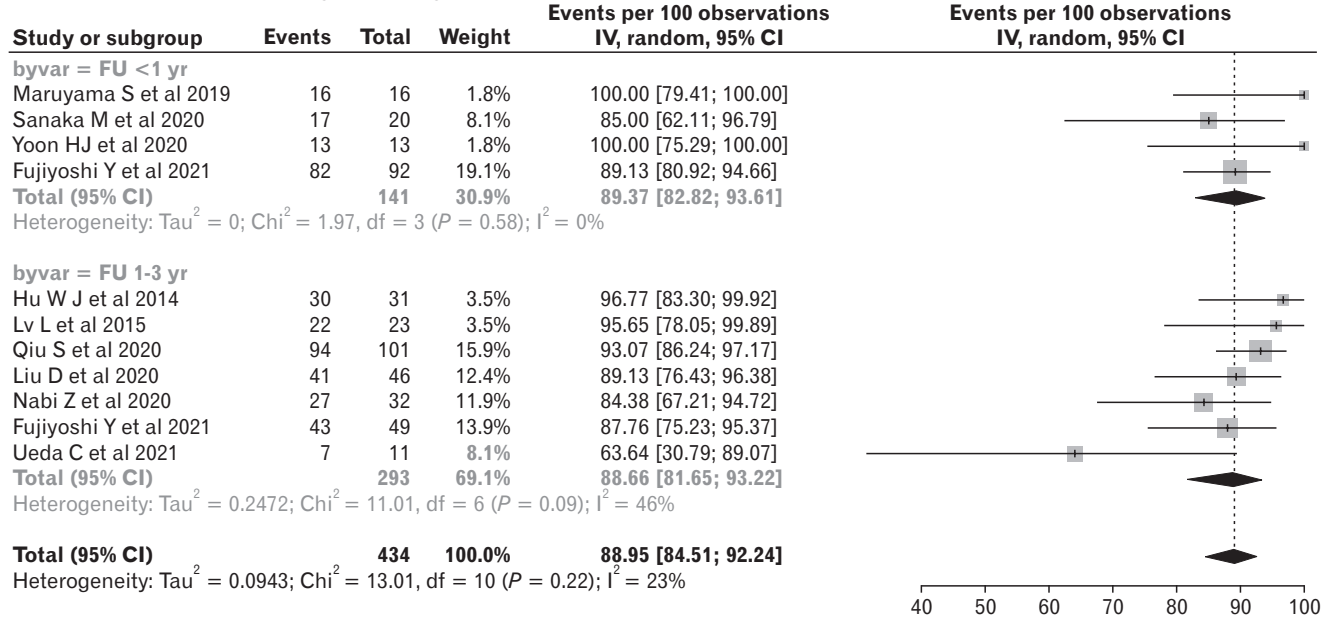 Events per 100 observations Events per 100 observations
Study or subgroup Events Total Weight IV, random, 95% CI IV, random, 95% CI
byvar = FU <1 yr
Maruyama S et al 2019 16 16 1.8% 100.00 [79.41; 100.00]
Sanaka M et al 2020 17 20 8.1% 85.00 [62.11; 96.79]
Yoon HJ et al 2020 13 13 1.8% 100.00 [75.29; 100.00]
Fujiyoshi Y et al 2021 82 92 19.1% 89.13 [80.92; 94.66]
Total (95% CI) 141 30.9% 89.37 [82.82; 93.61]
Heterogeneity: Tau² = 0; Chi² = 1.97, df = 3 (P = 0.58); I² = 0%
byvar = FU 1-3 yr
Hu W J et al 2014 30 31 3.5% 96.77 [83.30; 99.92]
Lv L et al 2015 22 23 3.5% 95.65 [78.05; 99.89]
Qiu S et al 2020 94 101 15.9% 93.07 [86.24; 97.17]
Liu D et al 2020 41 46 12.4% 89.13 [76.43; 96.38]
Nabi Z et al 2020 27 32 11.9% 84.38 [67.21; 94.72]
Fujiyoshi Y et al 2021 43 49 13.9% 87.76 [75.23; 95.37]
Ueda C et al 2021 7 11 8.1% 63.64 [30.79; 89.07]
Total (95% CI) 293 69.1% 88.66 [81.65; 93.22]
Heterogeneity: Tau² = 0.2472; Chi² = 11.01, df = 6 (P = 0.09); I² = 46%
Total (95% CI) 434 100.0% 88.95 [84.51; 92.24]
Heterogeneity: Tau² = 0.0943; Chi² = 13.01, df = 10 (P = 0.22); I² = 23%
40 50 60 70 80 90 100